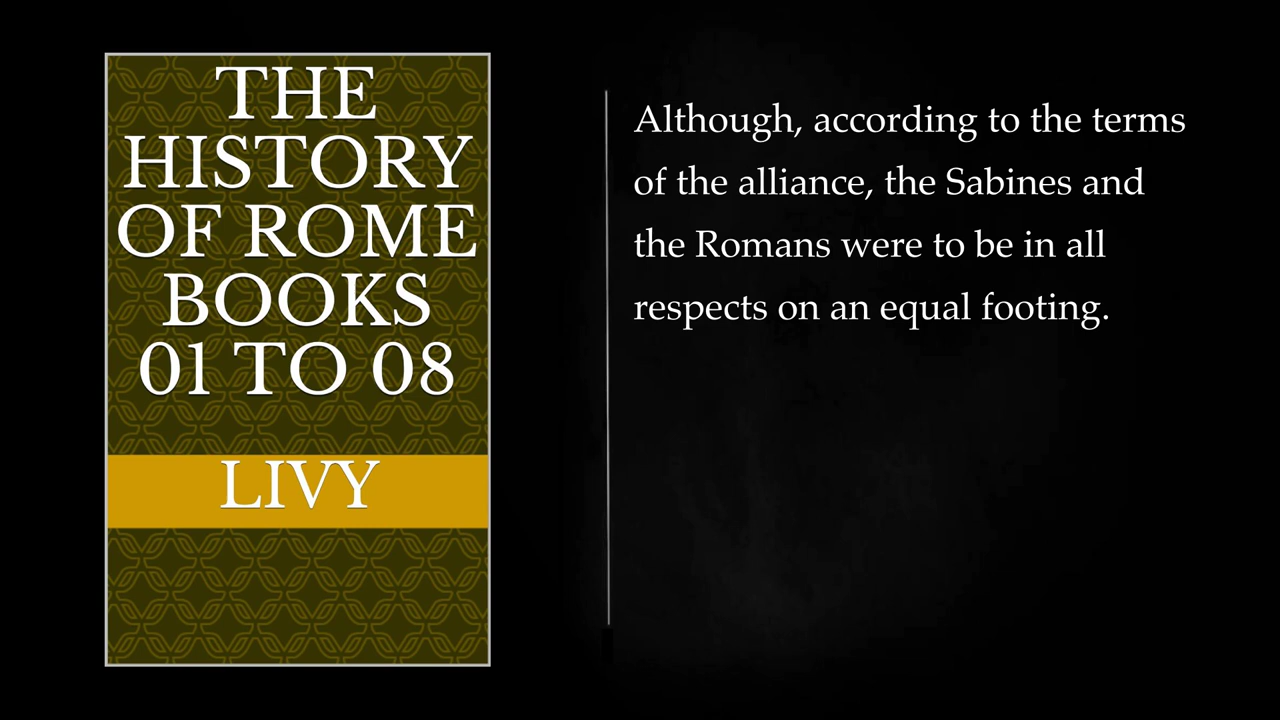 THE
HISTORY
OF ROME
BOOKS
01 TO 08
LIVY
Although, according to the terms
of the alliance, the Sabines and
the Romans were to be in all
respects on an equal footing.